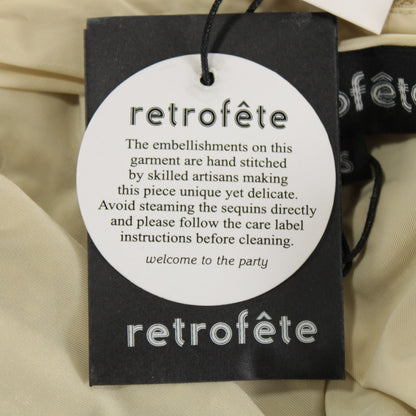 retrofête
The embellishments on this
garment are hand stitched
by skilled artisans making
this piece unique yet delicate.
Avoid steaming the sequins directly
and please follow the care label
instructions before cleaning.
welcome to the party
retrofête
rofête